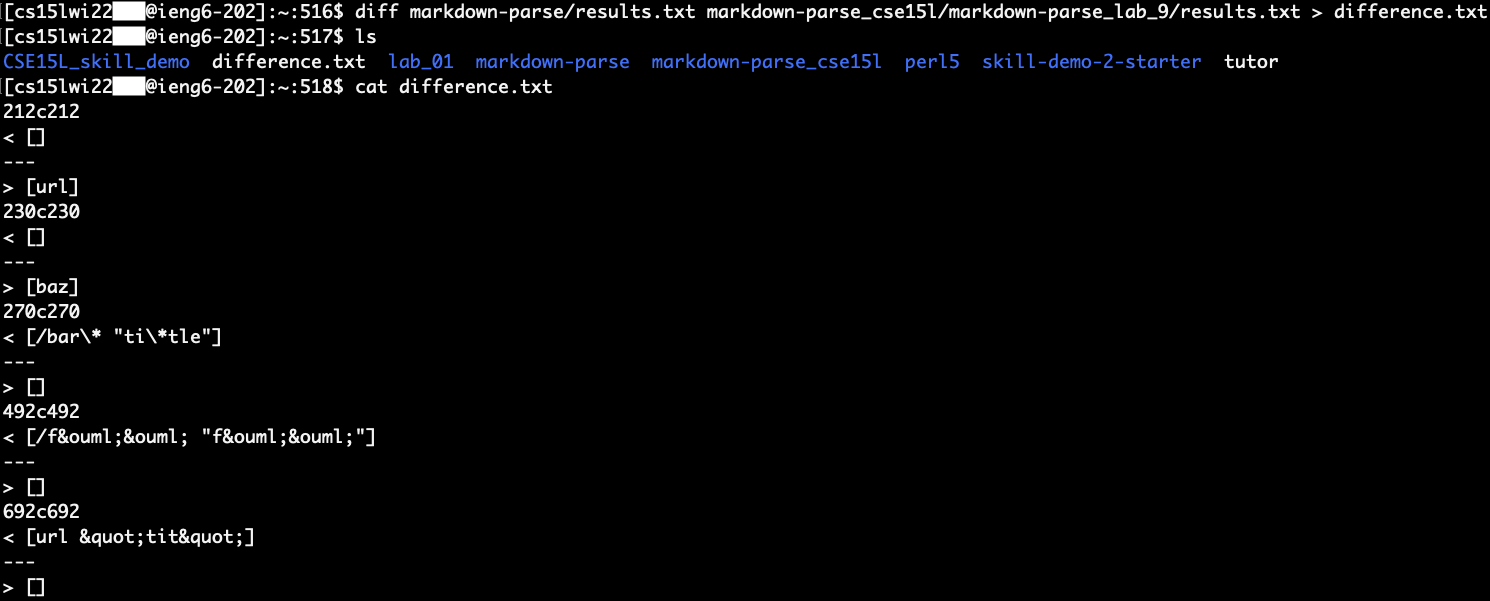 [cs15lwi22@ieng6-202]:~:516$ diff markdown-parse/results.txt markdown-parse_cse15l/markdown-parse_lab_9/results.txt > difference.txt
[cs15lwi22@ieng6-202]:~:517$ ls
CSE15L_skill_demo  difference.txt  lab_01  markdown-parse  markdown-parse_cse15l  perl5  skill-demo-2-starter  tutor
[cs15lwi22@ieng6-202]:~:518$ cat difference.txt
212c212
< []
---
> [url]
230c230
< []
---
> [baz]
270c270
< [/bar\* "ti\*tle"]
---
> []
492c492
< [/f&ouml;&ouml; "f&ouml;&ouml;"]
---
> []
692c692
< [url &quot;tit&quot;]
---
> []